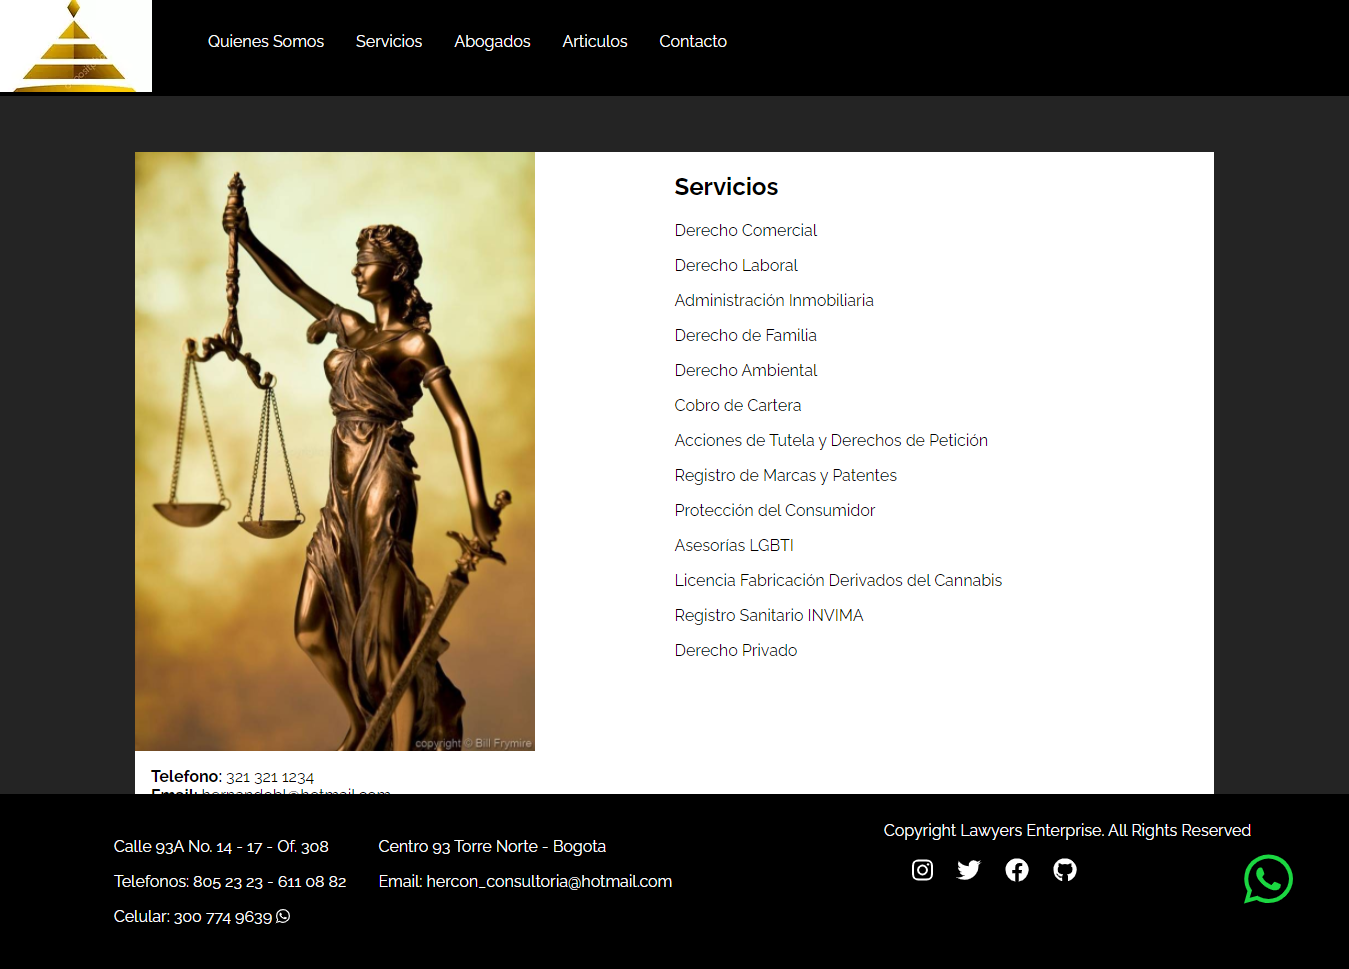 Quienes Somos Servicios Abogados Articulos Contacto
Servicios
Derecho Comercial
Derecho Laboral
Administración Inmobiliaria
Derecho de Familia
Derecho Ambiental
Cobro de Cartera
Acciones de Tutela y Derechos de Petición
Registro de Marcas y Patentes
Protección del Consumidor
Asesorías LGBTI
Licencia Fabricación Derivados del Cannabis
Registro Sanitario INVIMA
Derecho Privado
copyright © Bill Frymire
Telefono: 321 321 1234
Email:
Calle 93A No. 14 - 17 - Of. 308
Telefonos: 805 23 23 - 611 08 82
Celular: 300 774 9639
Centro 93 Torre Norte - Bogota
Email: hercon_consultoria@hotmail.com
Copyright Lawyers Enterprise. All Rights Reserved